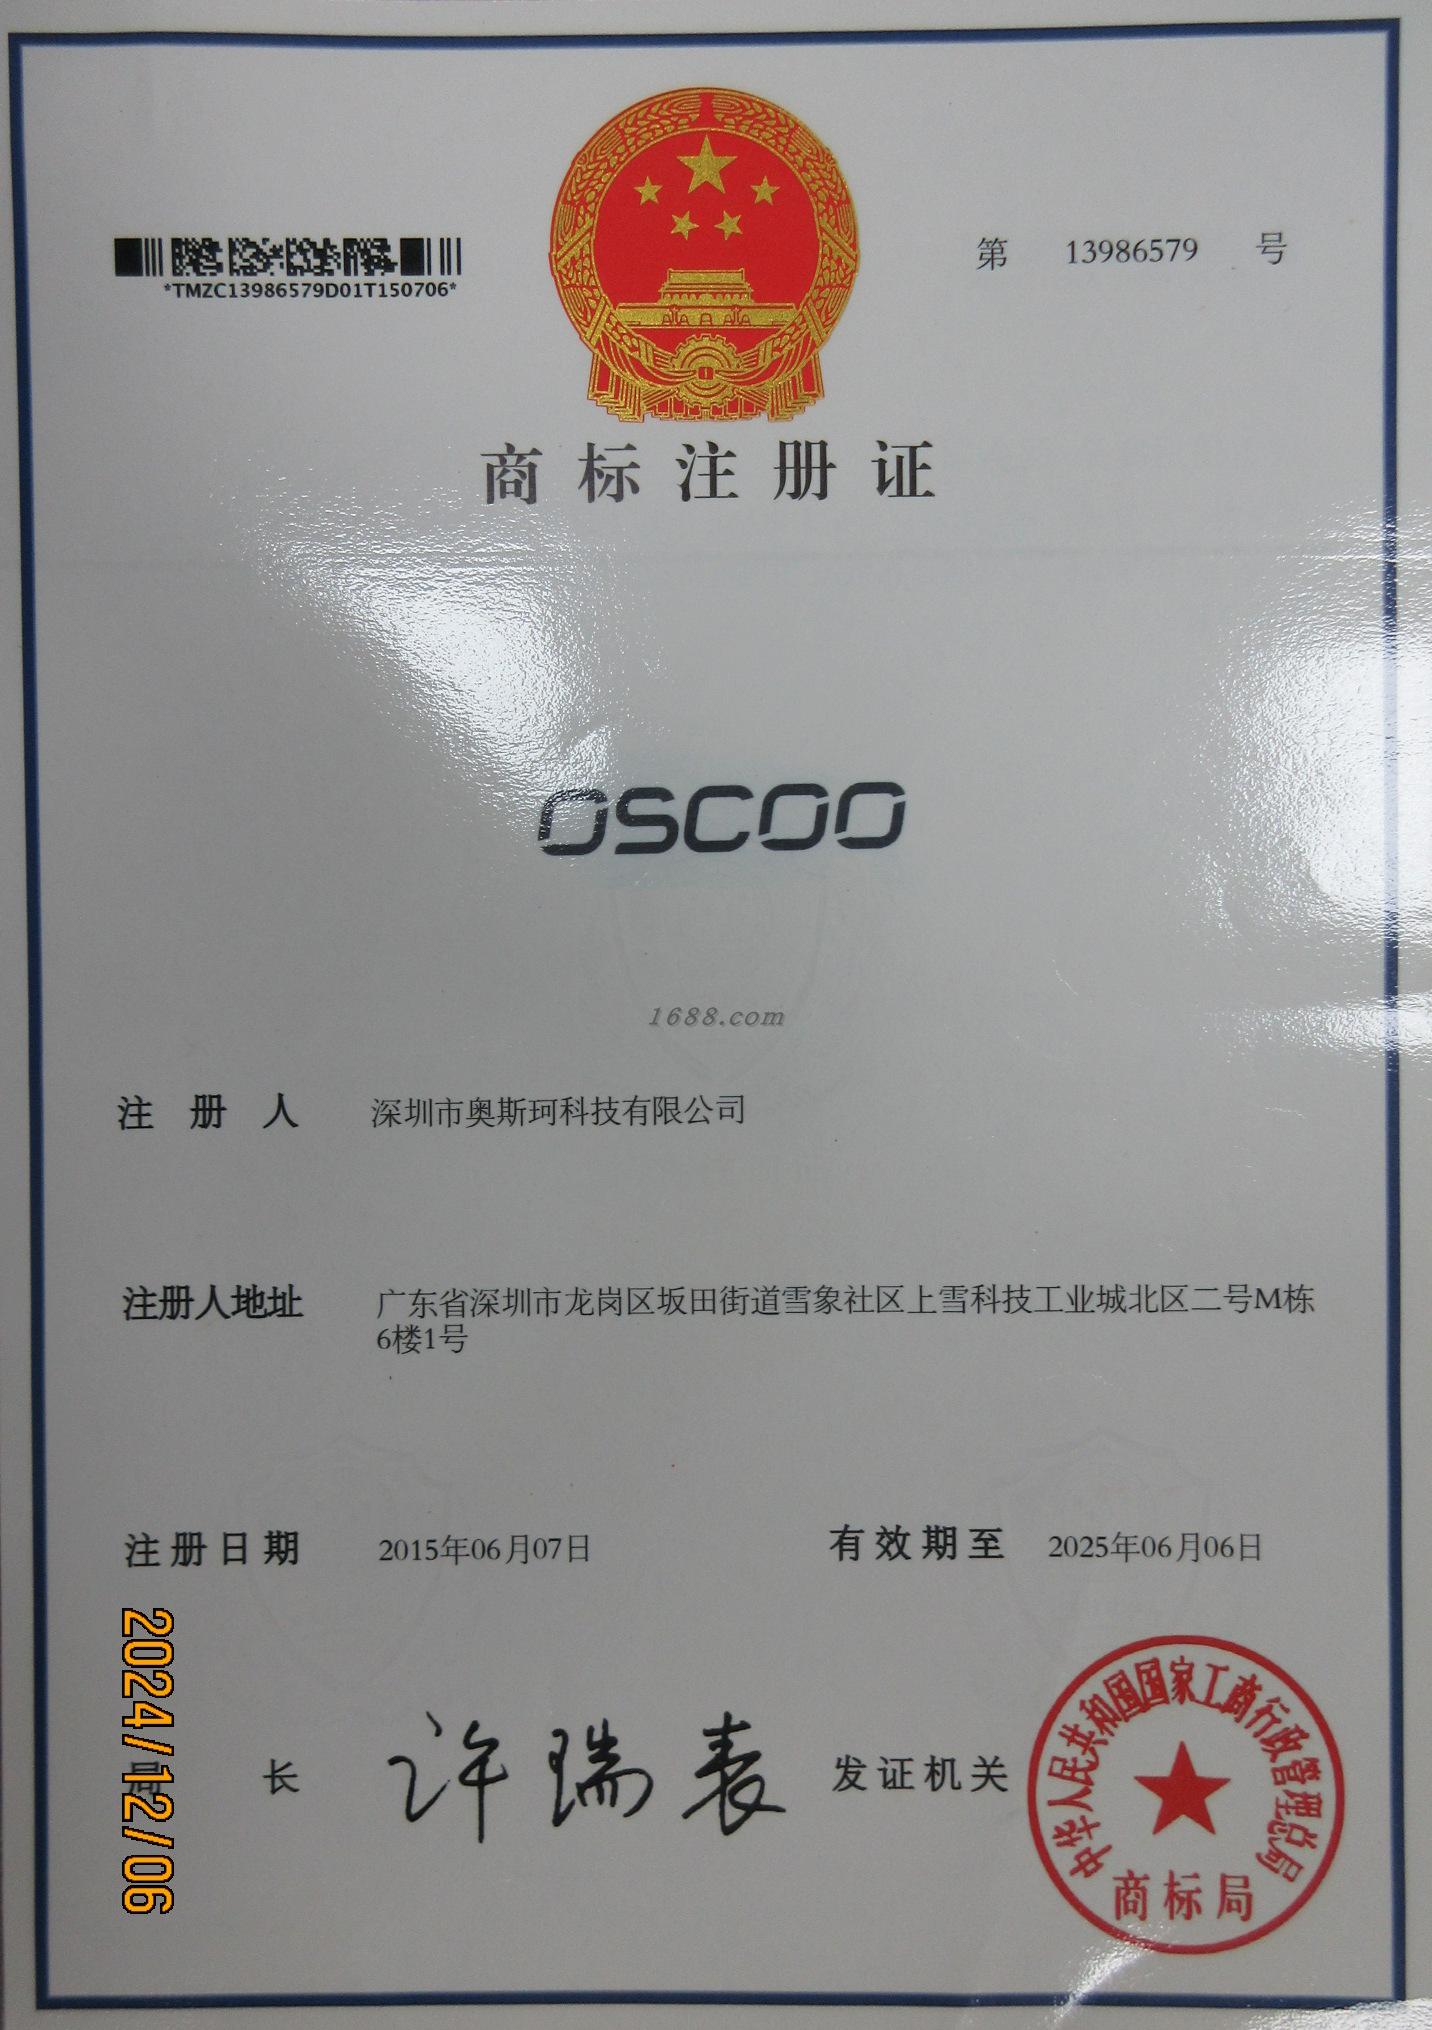 *TMZC13986579D01T150706*
第 13986579 号
商标注册证
OSCOO
1688.com
注册人 深圳市奥斯珂科技有限公司
注册人地址 广东省深圳市龙岗区坂田街道雪象社区上雪科技工业城北区二号M栋
6楼1号
注册日期 2015年06月07日 有效期至 2025年06月06日
局长 许瑞表 发证机关
中华人民共和国国家工商行政管理总局
商标局
2024/12/06